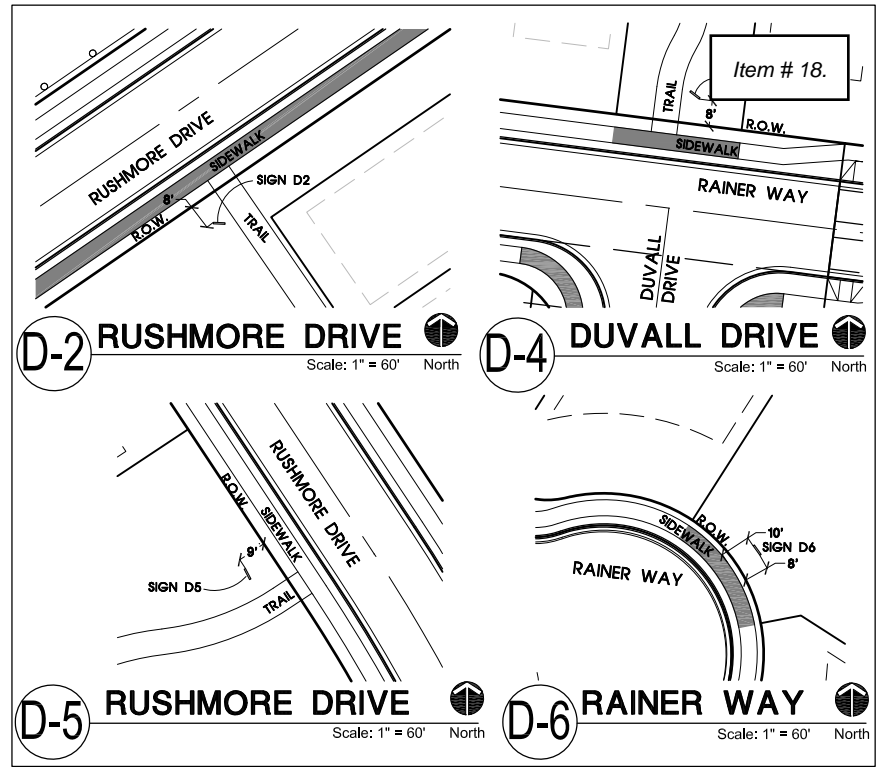 RUSHMORE DRIVE
SIDEWALK
SIGN D2
8'
R.O.W.
TRAIL
D-2 RUSHMORE DRIVE
Scale: 1" = 60' North
Item # 18.
TRAIL
8'
R.O.W.
SIDEWALK
RAINER WAY
DUVALL
DRIVE
D-4 DUVALL DRIVE
Scale: 1" = 60' North
R.O.W.
SIDEWALK
RUSHMORE DRIVE
9'
SIGN D5
TRAIL
D-5 RUSHMORE DRIVE
Scale: 1" = 60' North
R.O.W.
SIDEWALK
10'
SIGN D6
8'
RAINER WAY
D-6 RAINER WAY
Scale: 1" = 60' North